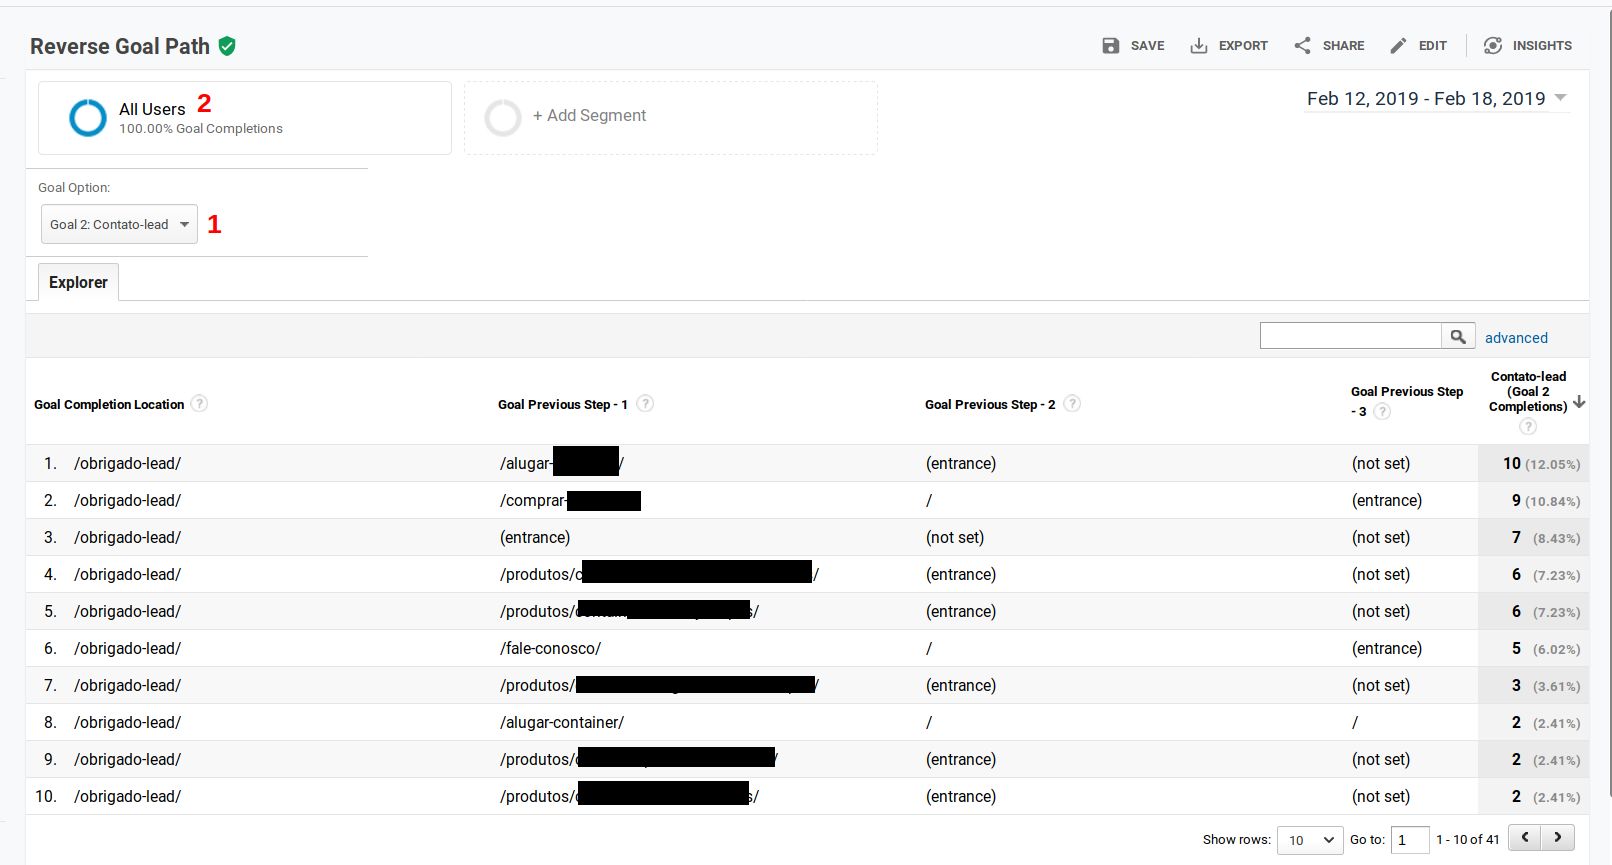 Reverse Goal Path
SAVE EXPORT SHARE EDIT INSIGHTS
All Users 2
100.00% Goal Completions
+ Add Segment
Feb 12, 2019 - Feb 18, 2019
Goal Option:
Goal 2: Contato-lead 1
Explorer
advanced
Goal Completion Location ? Goal Previous Step - 1 ? Goal Previous Step - 2 ? Goal Previous Step - 3 ? Contato-lead (Goal 2 Completions) ?
1. /obrigado-lead/ /alugar- / (entrance) (not set) 10 (12.05%)
2. /obrigado-lead/ /comprar- / (entrance) 9 (10.84%)
3. /obrigado-lead/ (entrance) (not set) (not set) 7 (8.43%)
4. /obrigado-lead/ /produtos/c / (entrance) (not set) 6 (7.23%)
5. /obrigado-lead/ /produtos/ s/ (entrance) (not set) 6 (7.23%)
6. /obrigado-lead/ /fale-conosco/ / (entrance) 5 (6.02%)
7. /obrigado-lead/ /produtos/ / (entrance) (not set) 3 (3.61%)
8. /obrigado-lead/ /alugar-container/ / / 2 (2.41%)
9. /obrigado-lead/ /produtos/ / (entrance) (not set) 2 (2.41%)
10. /obrigado-lead/ /produtos/ s/ (entrance) (not set) 2 (2.41%)
Show rows: 10 Go to: 1 1 - 10 of 41